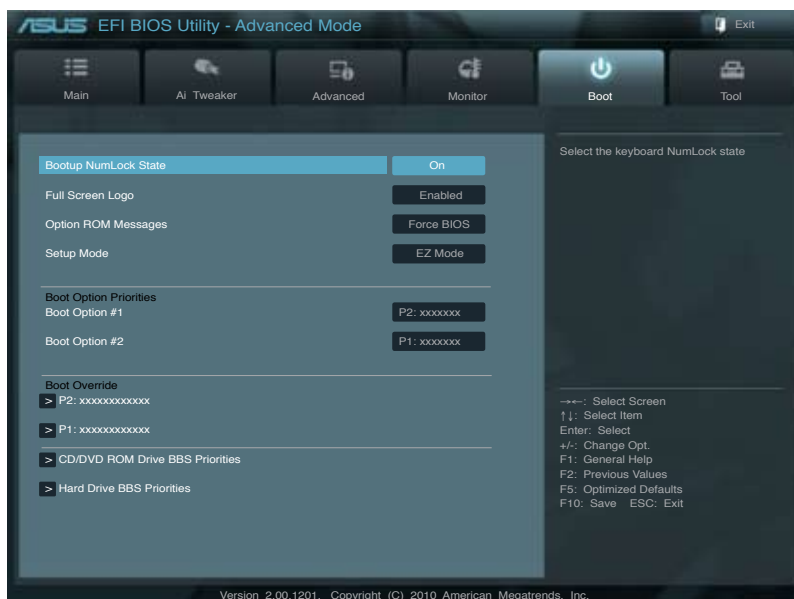 ASUS EFI BIOS Utility - Advanced Mode
Exit
Main
Ai Tweaker
Advanced
Monitor
Boot
Tool
Bootup NumLock State On
Full Screen Logo Enabled
Option ROM Messages Force BIOS
Setup Mode EZ Mode
Boot Option Priorities
Boot Option #1 P2: xxxxxxx
Boot Option #2 P1: xxxxxxx
Boot Override
> P2: xxxxxxxxxxxx
> P1: xxxxxxxxxxxx
> CD/DVD ROM Drive BBS Priorities
> Hard Drive BBS Priorities
Select the keyboard NumLock state
→←: Select Screen
↑↓: Select Item
Enter: Select
+/-: Change Opt.
F1: General Help
F2: Previous Values
F5: Optimized Defaults
F10: Save ESC: Exit
Version 2.00.1201. Copyright (C) 2010 American Megatrends, Inc.